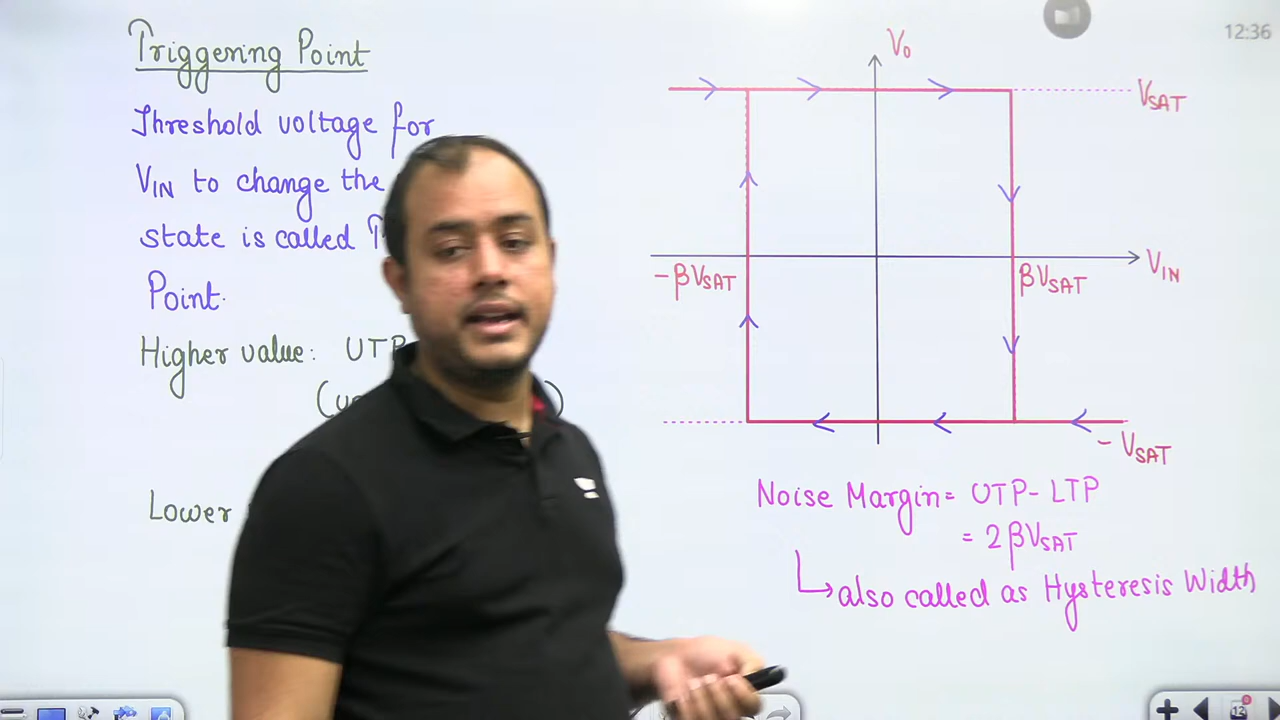 Triggering Point
Threshold voltage for
VIN to change the
state is called
Point.
Higher value: UTP
Lower
V0
VSAT
VIN
-βVSAT
βVSAT
-VSAT
Noise Margin = UTP - LTP
= 2βVSAT
also called as Hysteresis Width
12:36
12